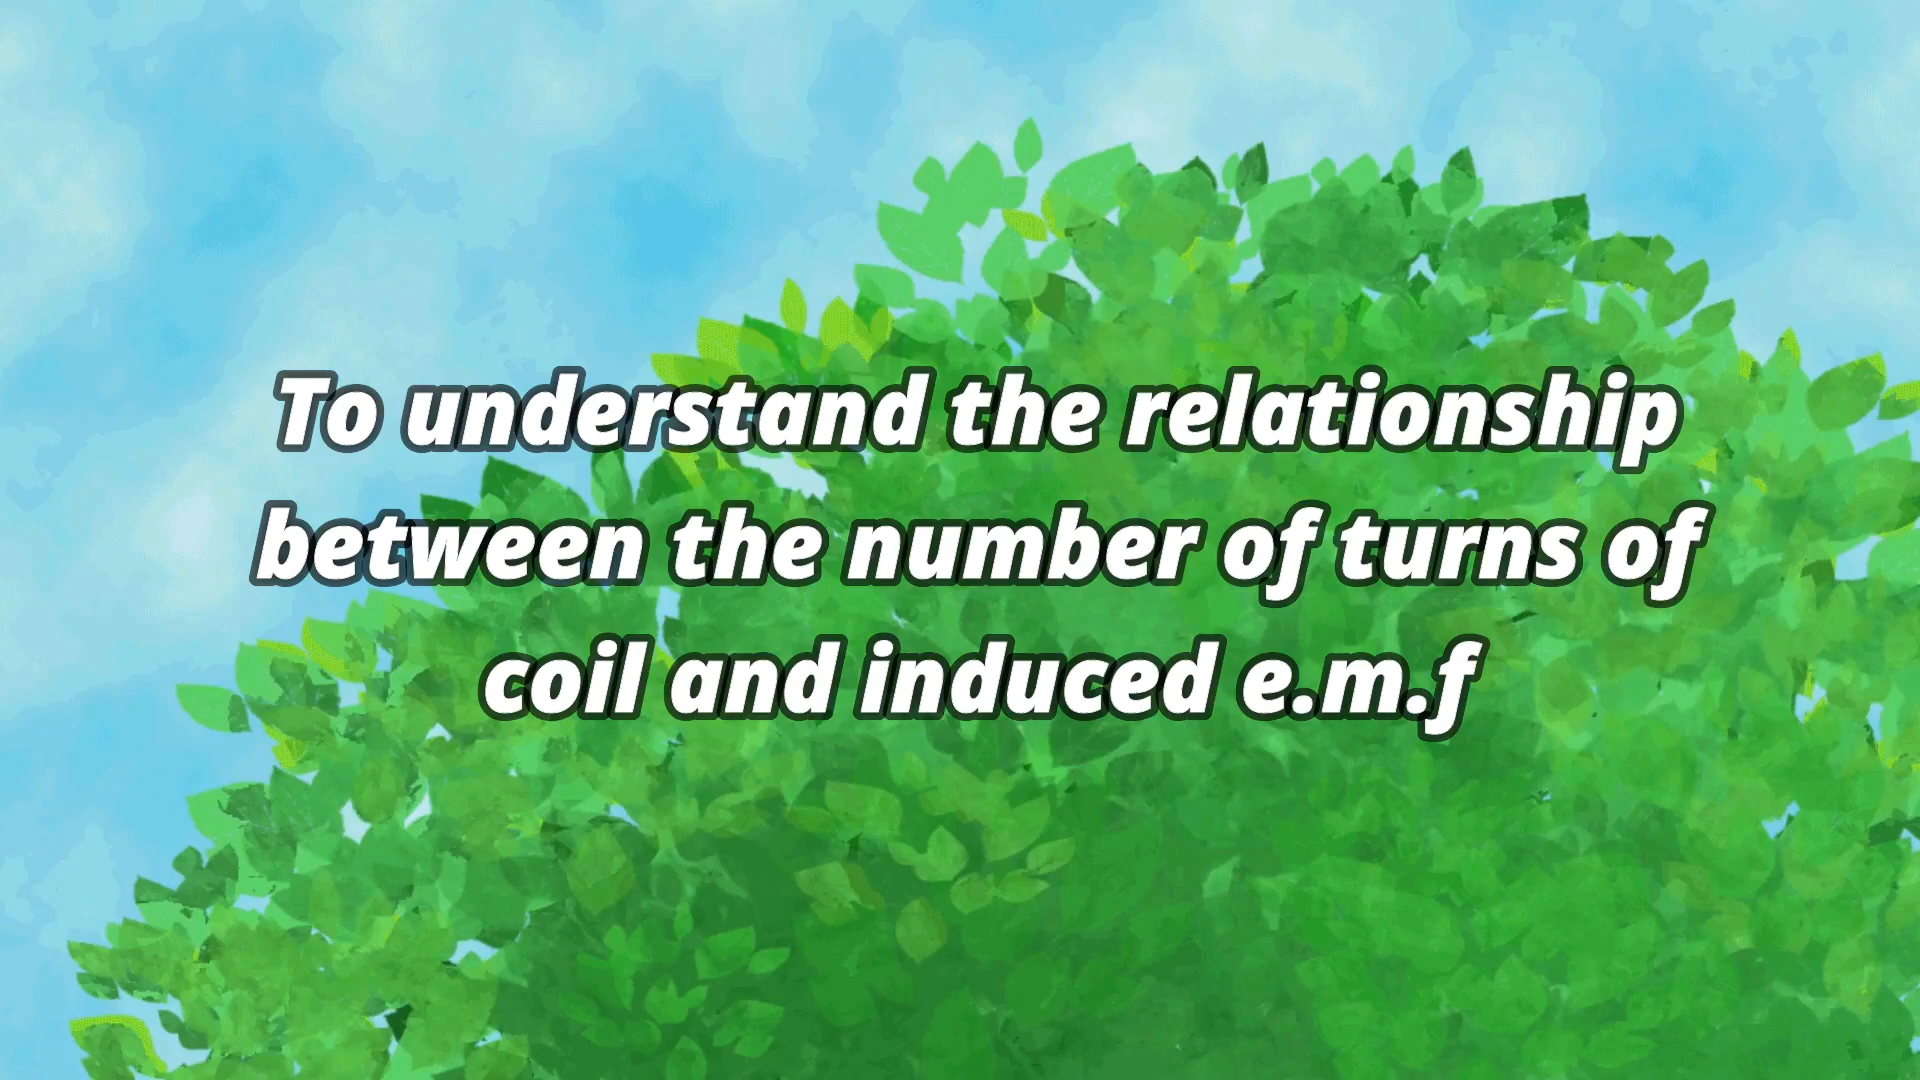 To understand the relationship
between the number of turns of
coil and induced e.m.f